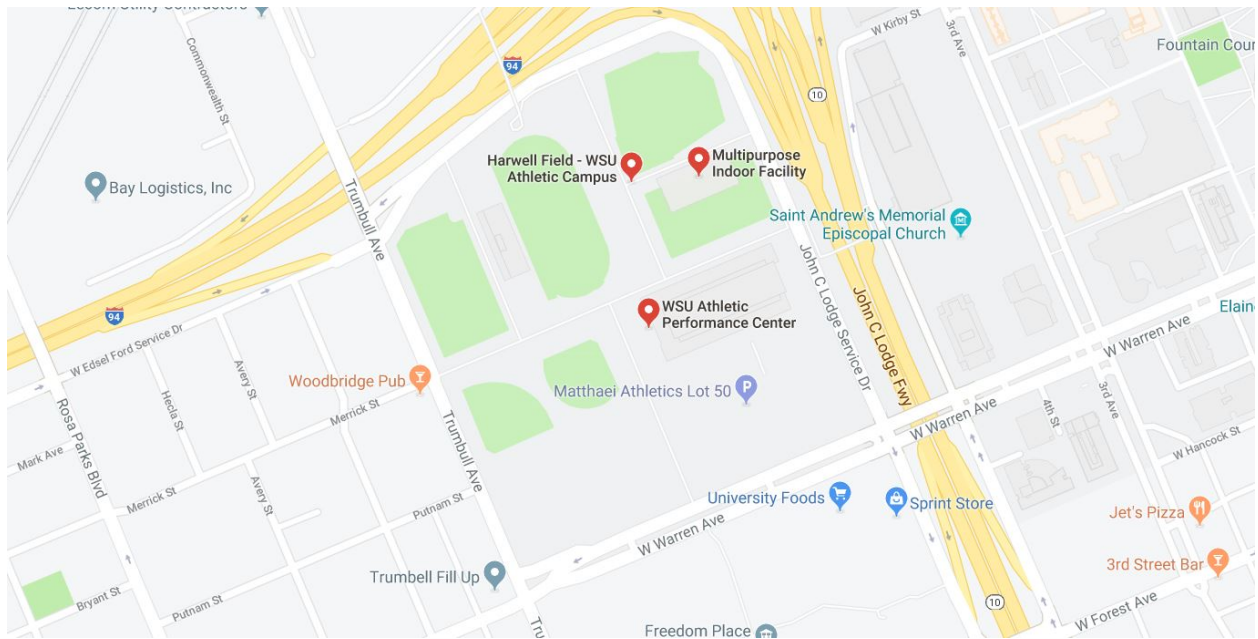 Lecom Utility Contractors
W Kirby St
3rd Ave
Fountain Cour
Commonwealth St
94
10
Harwell Field - WSU
Athletic Campus
Multipurpose
Indoor Facility
Bay Logistics, Inc
Trumbull Ave
Saint Andrew's Memorial
Episcopal Church
John C Lodge Service Dr
John C Lodge Fwy
94
WSU Athletic
Performance Center
Elaine
W Warren Ave
W Edsel Ford Service Dr
Woodbridge Pub
Matthaei Athletics Lot 50
Avery St
Hecla St
Merrick St
Rosa Parks Blvd
Trumbull Ave
W Warren Ave
4th St
3rd Ave
W Hancock St
Mark Ave
Merrick St
Avery St
Putnam St
University Foods
Sprint Store
Jet's Pizza
W Warren Ave
3rd Street Bar
Trumbell Fill Up
Bryant St
Putnam St
10
W Forest Ave
Tru
Freedom Place